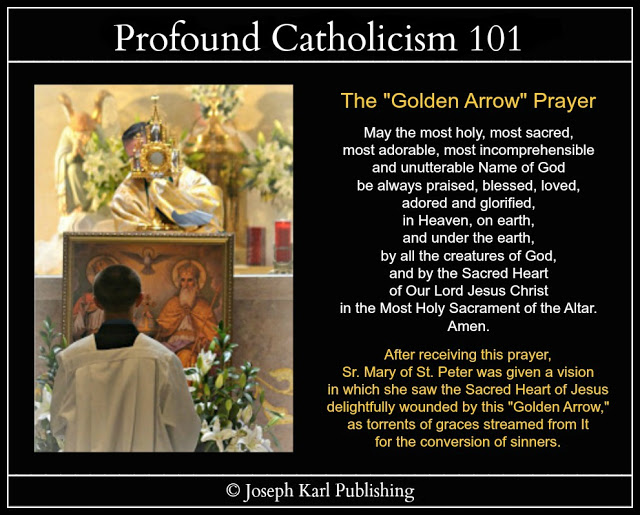 Profound Catholicism 101
The "Golden Arrow" Prayer
May the most holy, most sacred,
most adorable, most incomprehensible
and unutterable Name of God
be always praised, blessed, loved,
adored and glorified,
in Heaven, on earth,
and under the earth,
by all the creatures of God,
and by the Sacred Heart
of Our Lord Jesus Christ
in the Most Holy Sacrament of the Altar.
Amen.
After receiving this prayer,
Sr. Mary of St. Peter was given a vision
in which she saw the Sacred Heart of Jesus
delightfully wounded by this "Golden Arrow,"
as torrents of graces streamed from It
for the conversion of sinners.
© Joseph Karl Publishing